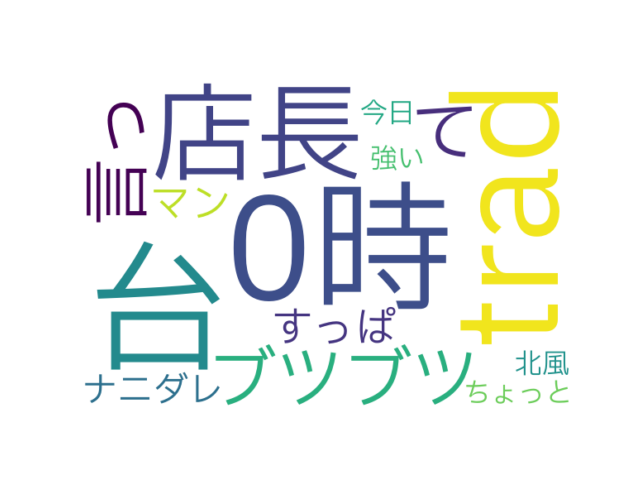 店長
今日
て
trad
言っ
強い
マン
0時
台
すっぱ
ブツブツ
北風
ナニダレ
ちょっと